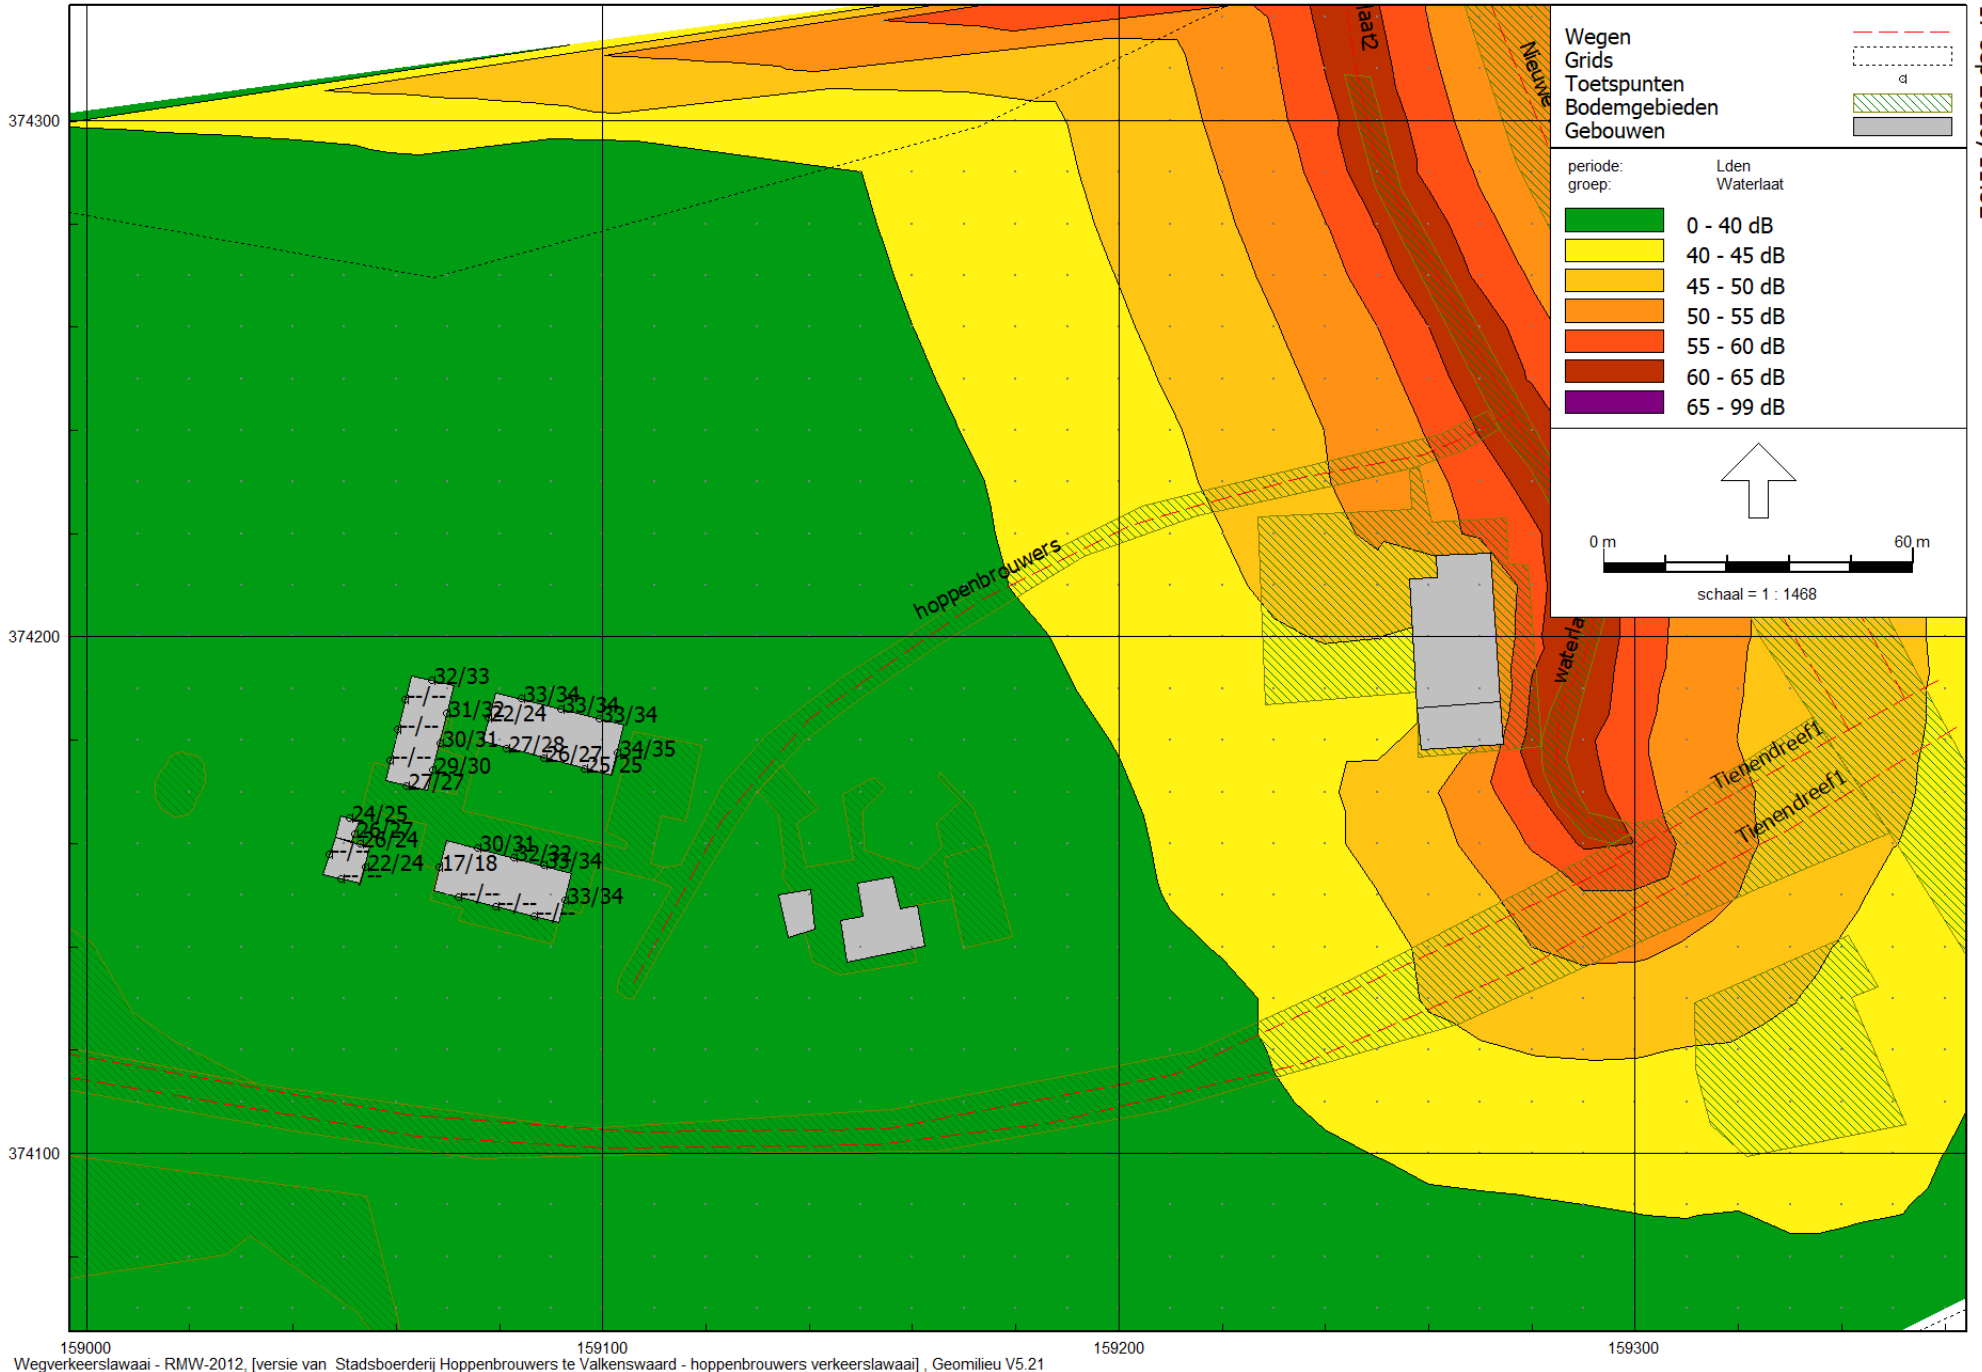 Wegen
Grids
Toetspunten
Bodemgebieden
Gebouwen
periode: Lden
groep: Waterlaat
0 - 40 dB
40 - 45 dB
45 - 50 dB
50 - 55 dB
55 - 60 dB
60 - 65 dB
65 - 99 dB
0 m 60 m
schaal = 1 : 1468
laat2
Nieuwe
374300
hoppenbrouwers
374200
waterla
Tienendreef1
Tienendreef1
32/33
--/--
31/32
--/--
30/31
--/--
29/30
27/27
33/34
33/34
33/34
22/24
27/28
26/27
25/25
34/35
24/25
26/27
26/24
--/--
22/24
--/--
30/31
32/32
33/34
17/18
--/--
--/--
--/--
33/34
374100
159000 159100 159200 159300
Wegverkeerslawaai - RMW-2012, [versie van Stadsboerderij Hoppenbrouwers te Valkenswaard - hoppenbrouwers verkeerslawaai] , Geomilieu V5.21